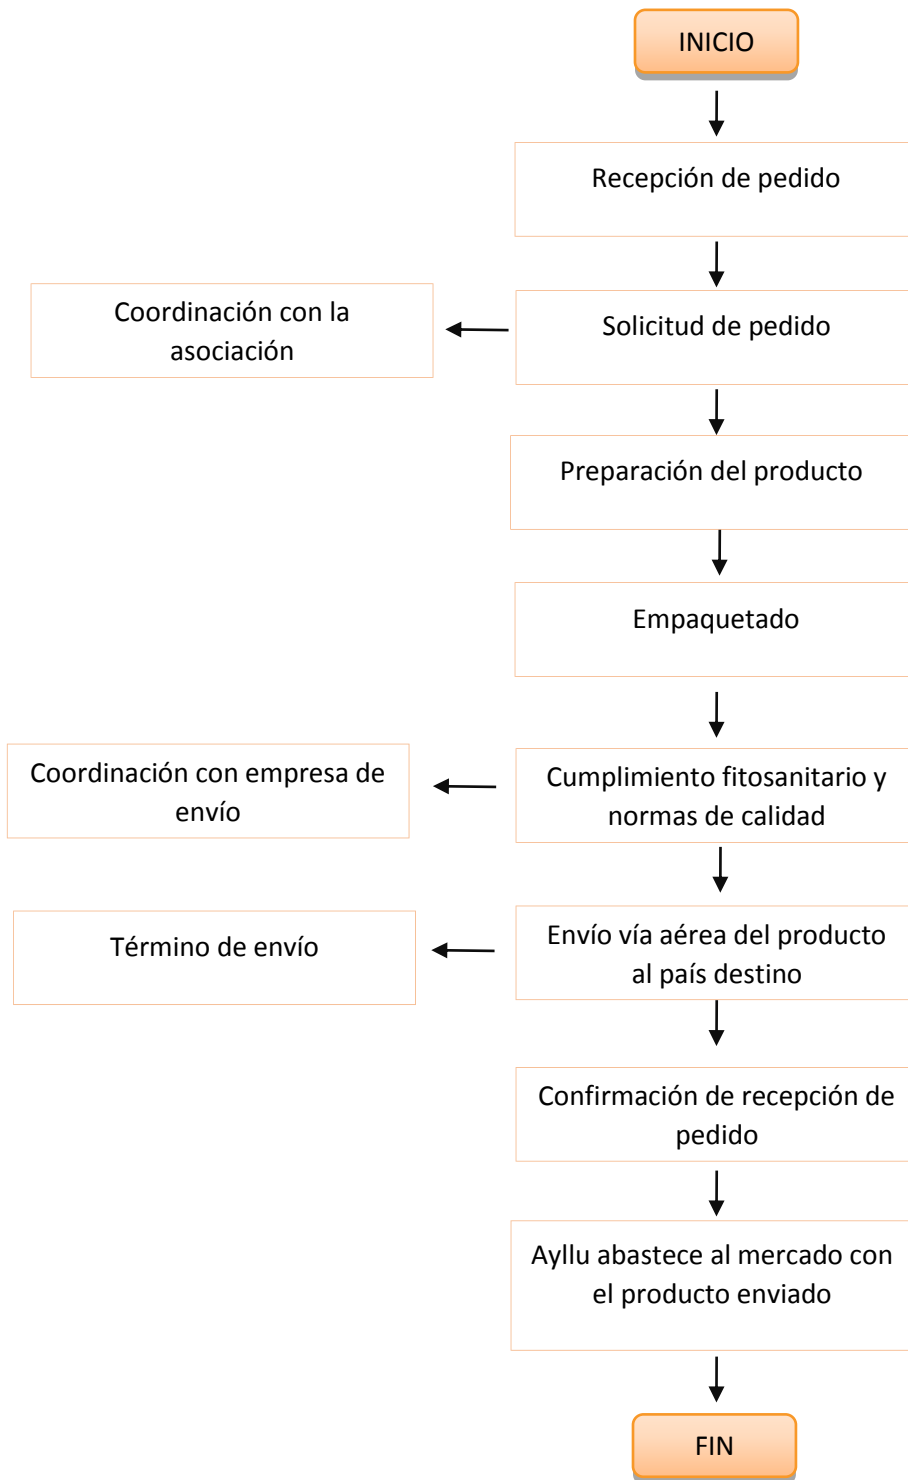 INICIO
Recepción de pedido
Coordinación con la
asociación
Solicitud de pedido
Preparación del producto
Empaquetado
Coordinación con empresa de
envío
Cumplimiento fitosanitario y
normas de calidad
Término de envío
Envío vía aérea del producto
al país destino
Confirmación de recepción de
pedido
Ayllu abastece al mercado con
el producto enviado
FIN